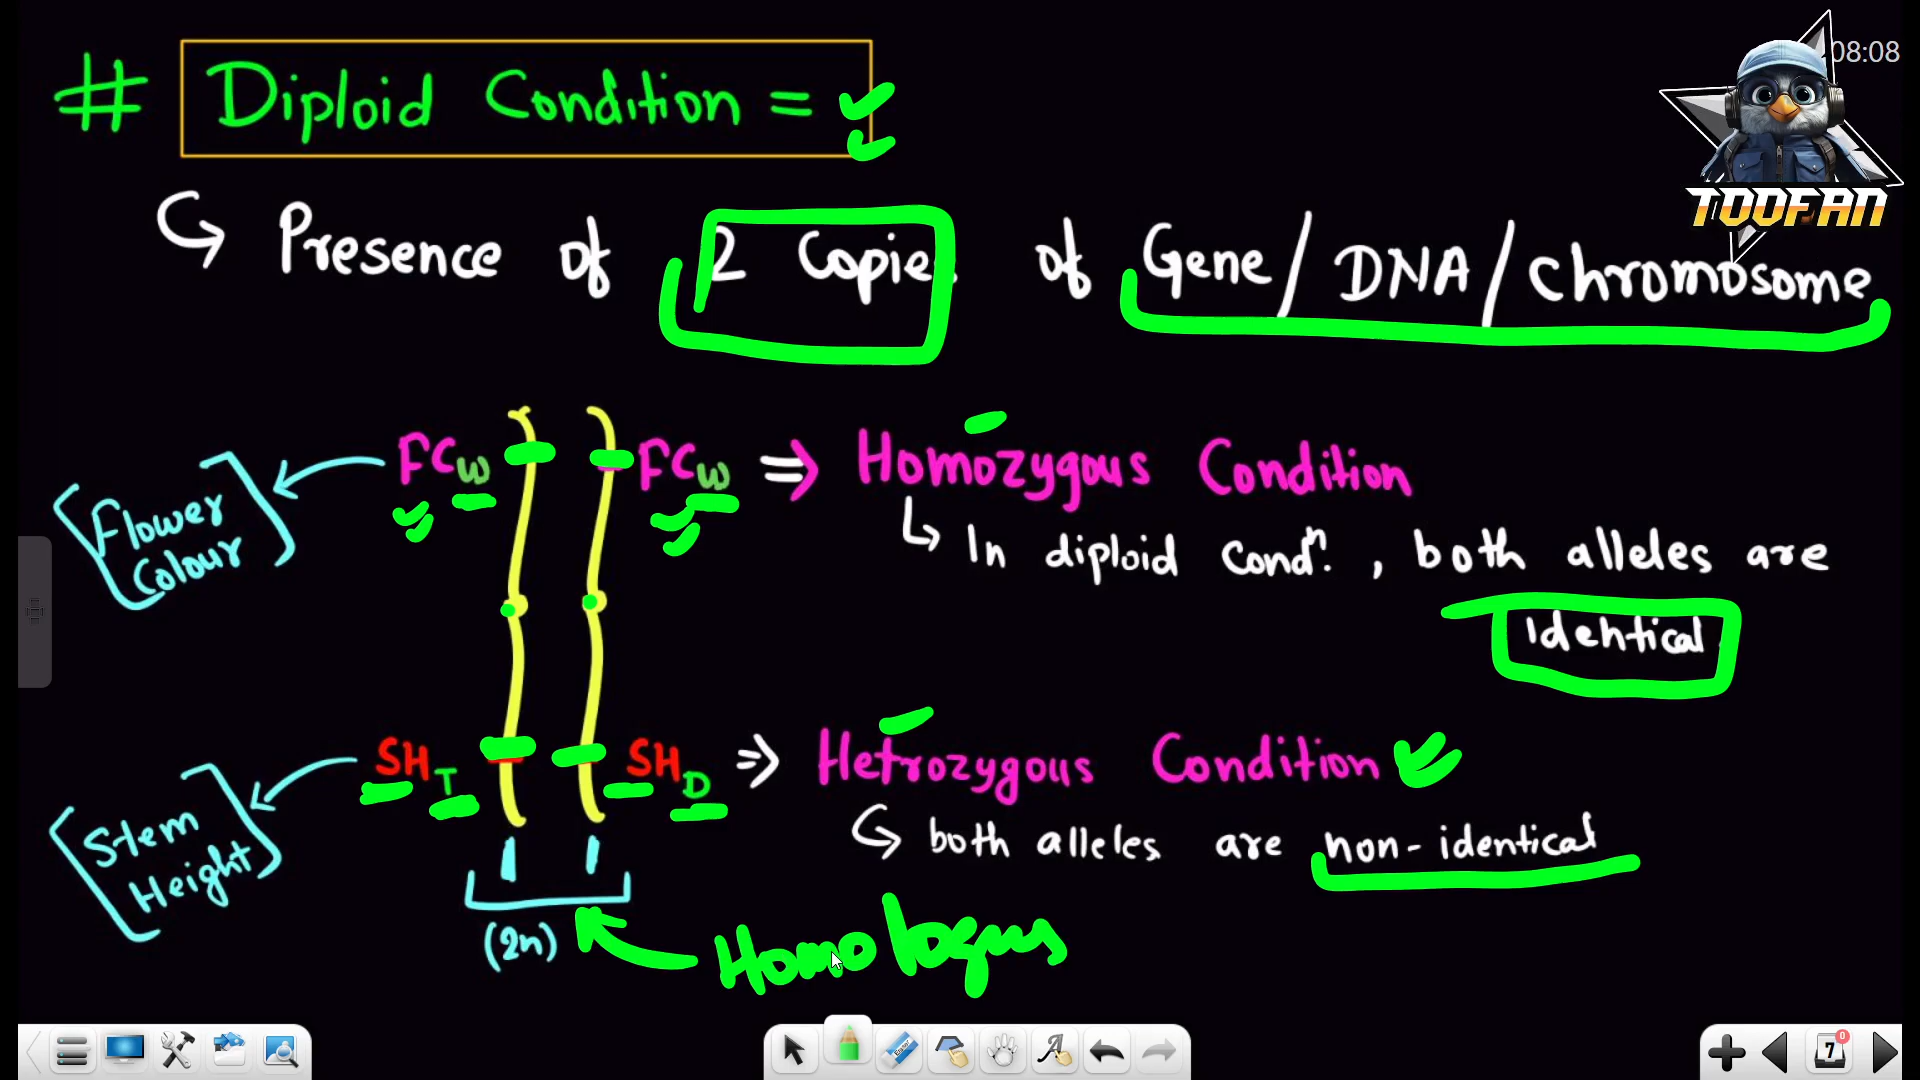 08:08
# Diploid Condition =
TOOFAN
↳ Presence of 2 Copies of Gene/DNA/Chromosome
FCW FCW ⇒ Homozygous Condition
[Flower Colour]
↳ In diploid condn., both alleles are
identical
SHT SHD ⇒ Hetrozygous Condition
[Stem Height]
↳ both alleles are non-identical
(2n)
Homologus
7
0